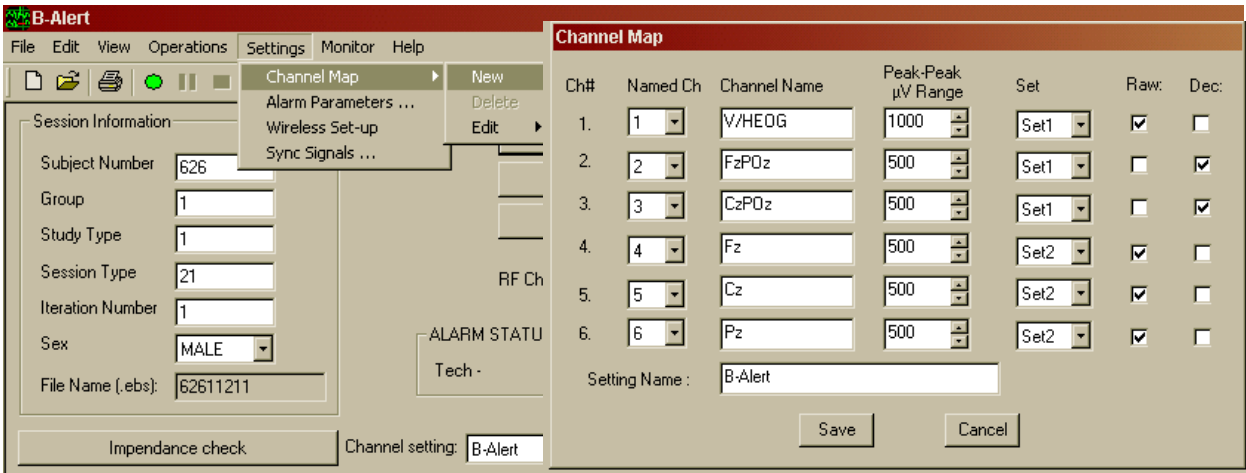 B-Alert
File Edit View Operations Settings Monitor Help
Channel Map
Alarm Parameters ...
Wireless Set-up
Sync Signals ...
New
Delete
Edit
Session Information
Subject Number 626
Group 1
Study Type 1
Session Type 21
Iteration Number 1
Sex MALE
File Name (.ebs): 62611211
Impendance check
RF Ch
ALARM STATU
Tech -
Channel setting: B-Alert
Channel Map
Ch# Named Ch Channel Name Peak-Peak µV Range Set Raw: Dec:
1. 1 V/HEOG 1000 Set1
2. 2 FzPOz 500 Set1
3. 3 CzPOz 500 Set1
4. 4 Fz 500 Set2
5. 5 Cz 500 Set2
6. 6 Pz 500 Set2
Setting Name : B-Alert
Save Cancel